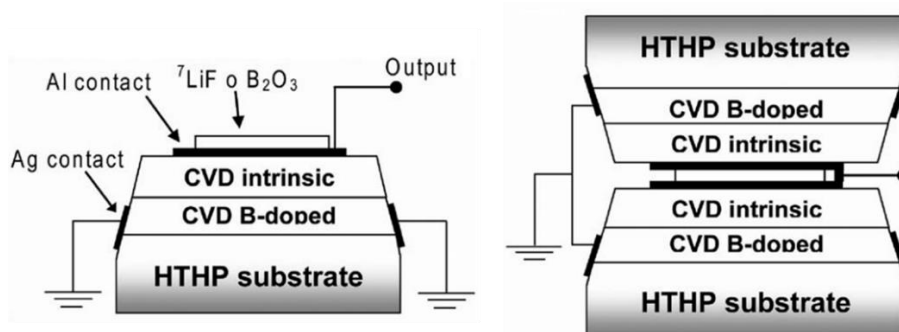 Al contact
⁷LiF o B₂O₃
Output
Ag contact
CVD intrinsic
CVD B-doped
HTHP substrate
HTHP substrate
CVD B-doped
CVD intrinsic
CVD intrinsic
CVD B-doped
HTHP substrate